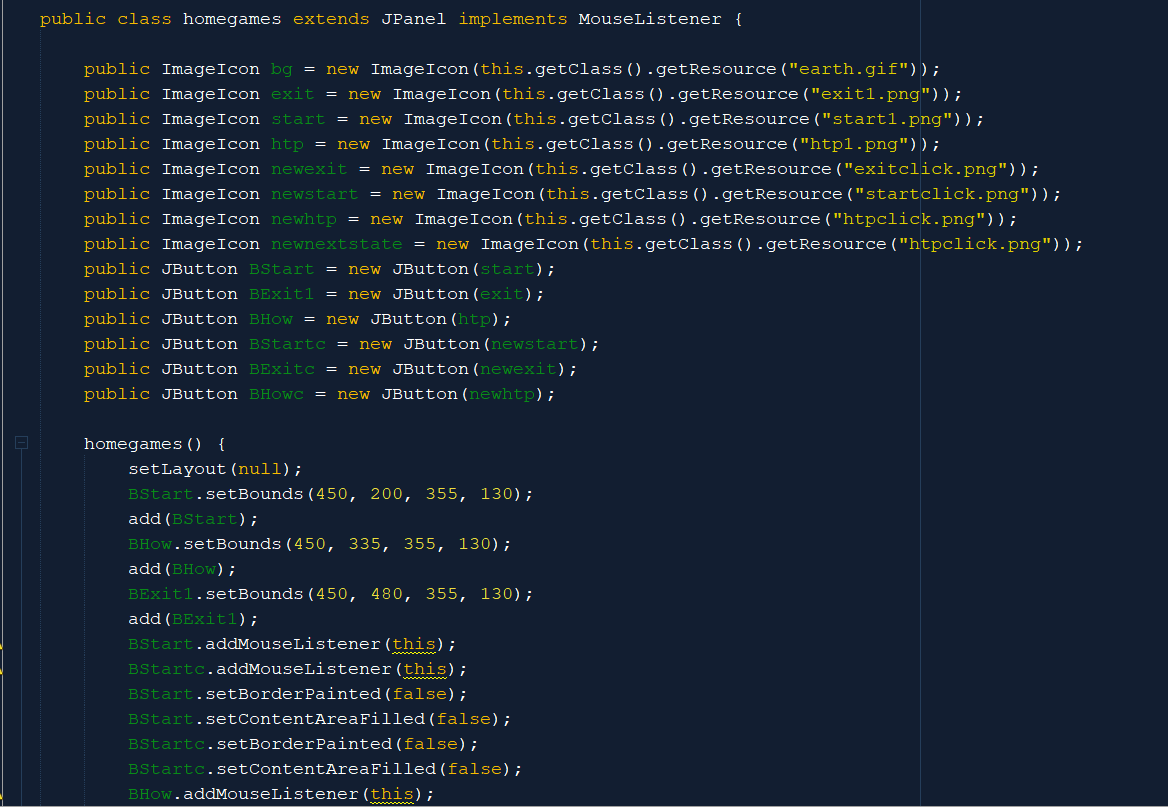 public class homegames extends JPanel implements MouseListener {
public ImageIcon bg = new ImageIcon(this.getClass().getResource("earth.gif"));
public ImageIcon exit = new ImageIcon(this.getClass().getResource("exit1.png"));
public ImageIcon start = new ImageIcon(this.getClass().getResource("start1.png"));
public ImageIcon htp = new ImageIcon(this.getClass().getResource("htp1.png"));
public ImageIcon newexit = new ImageIcon(this.getClass().getResource("exitclick.png"));
public ImageIcon newstart = new ImageIcon(this.getClass().getResource("startclick.png"));
public ImageIcon newhtp = new ImageIcon(this.getClass().getResource("htpclick.png"));
public ImageIcon newnextstate = new ImageIcon(this.getClass().getResource("htpclick.png"));
public JButton BStart = new JButton(start);
public JButton BExit1 = new JButton(exit);
public JButton BHow = new JButton(htp);
public JButton BStartc = new JButton(newstart);
public JButton BExitc = new JButton(newexit);
public JButton BHowc = new JButton(newhtp);
homegames() {
setLayout(null);
BStart.setBounds(450, 200, 355, 130);
add(BStart);
BHow.setBounds(450, 335, 355, 130);
add(BHow);
BExit1.setBounds(450, 480, 355, 130);
add(BExit1);
BStart.addMouseListener(this);
BStartc.addMouseListener(this);
BStart.setBorderPainted(false);
BStart.setContentAreaFilled(false);
BStartc.setBorderPainted(false);
BStartc.setContentAreaFilled(false);
BHow.addMouseListener(this);